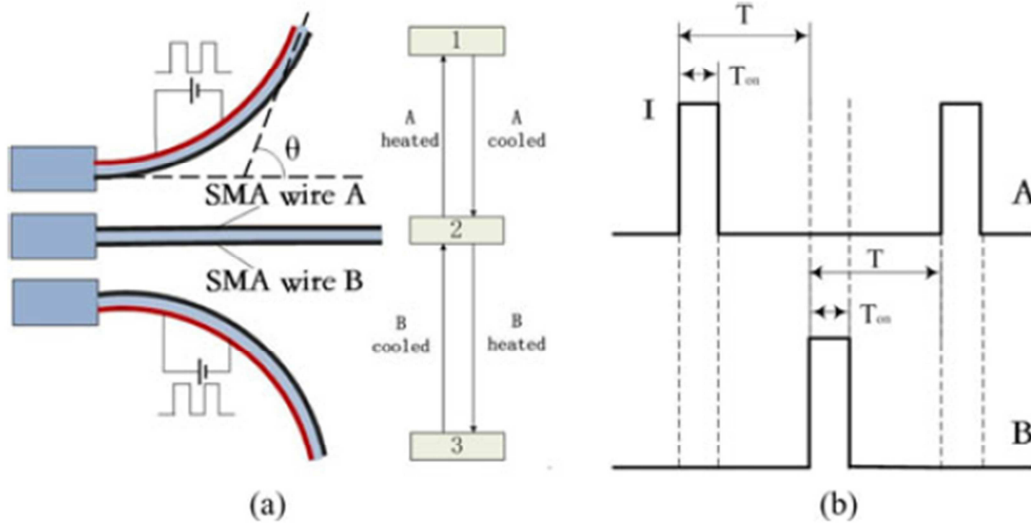 θ
SMA wire A
SMA wire B
1
A
heated
A
cooled
2
B
cooled
B
heated
3
(a)
T
Ton
I
A
T
Ton
B
(b)